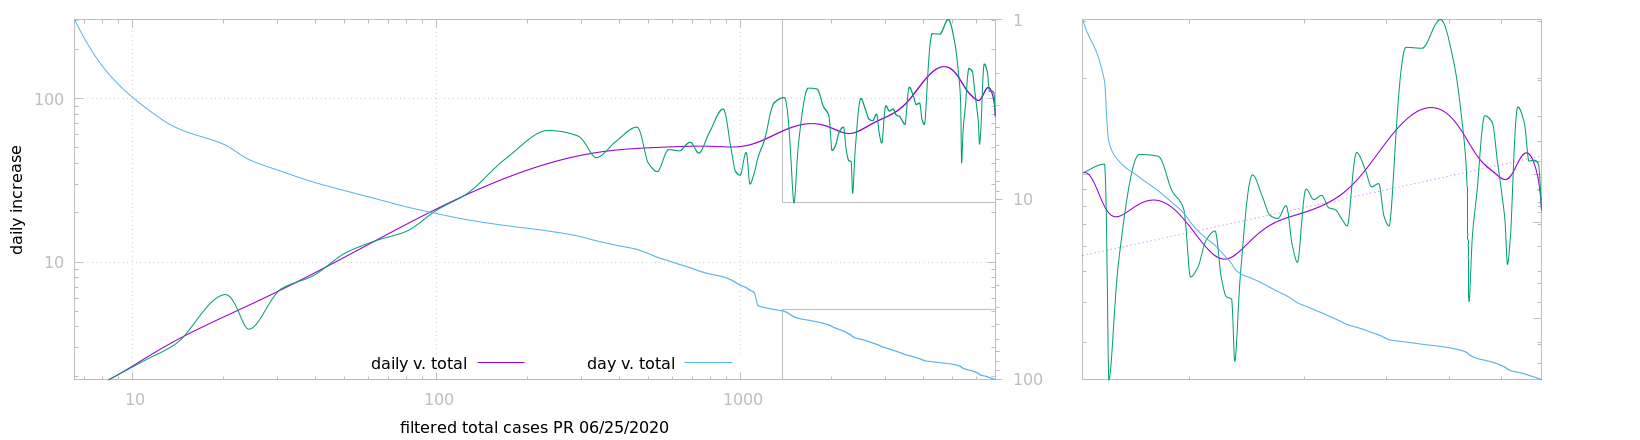 1
100
daily increase
10
10
daily v. total
day v. total
100
10
100
1000
filtered total cases PR 06/25/2020